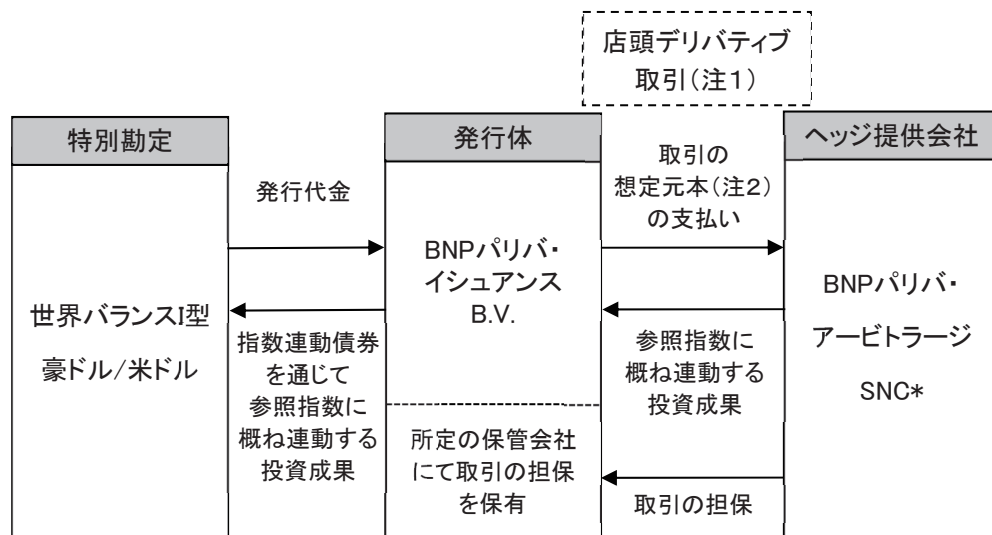 店頭デリバティブ
取引(注1)
特別勘定
発行体
ヘッジ提供会社
世界バランスI型
豪ドル/米ドル
発行代金
指数連動債券
を通じて
参照指数に
概ね連動する
投資成果
BNPパリバ・
イシュアンス
B.V.
所定の保管会社
にて取引の担保
を保有
取引の
想定元本(注2)
の支払い
参照指数に
概ね連動する
投資成果
取引の担保
BNPパリバ・
アービトラージ
SNC*